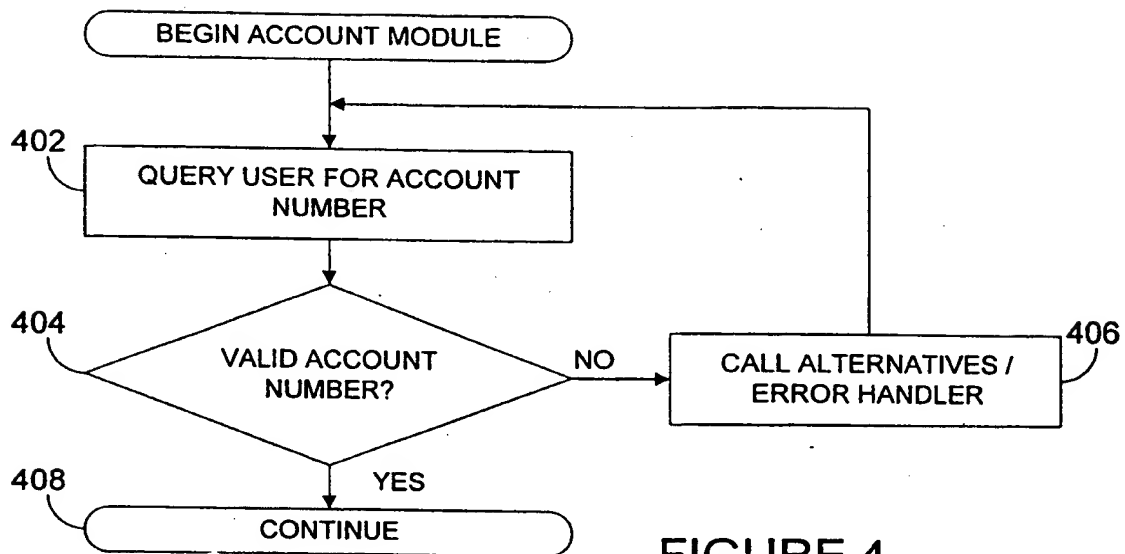 BEGIN ACCOUNT MODULE
402
QUERY USER FOR ACCOUNT
NUMBER
404
VALID ACCOUNT
NUMBER?
NO
CALL ALTERNATIVES /
ERROR HANDLER
406
YES
408
CONTINUE
FIGURE 4